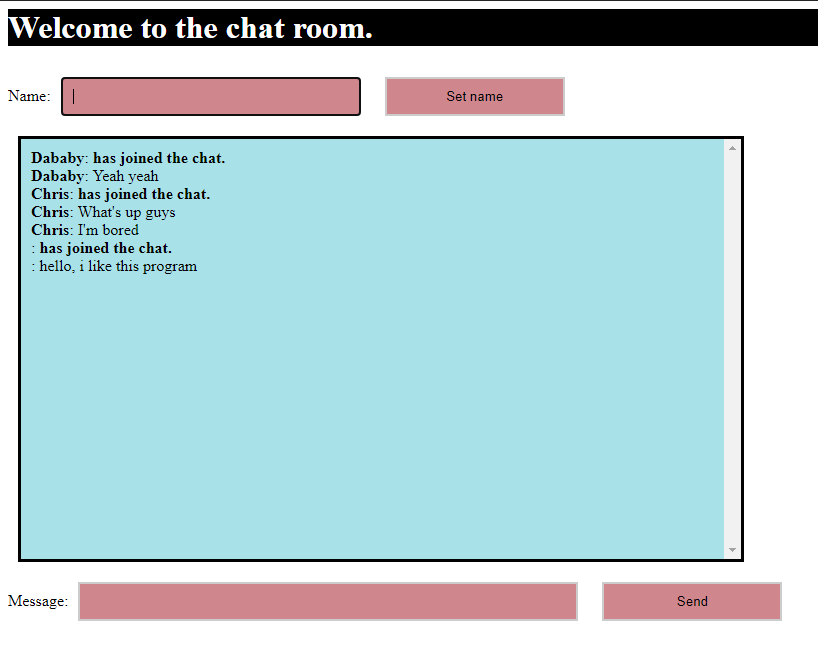 Welcome to the chat room.
Name:
Set name
Dababy: has joined the chat.
Dababy: Yeah yeah
Chris: has joined the chat.
Chris: What's up guys
Chris: I'm bored
: has joined the chat.
: hello, i like this program
Message:
Send